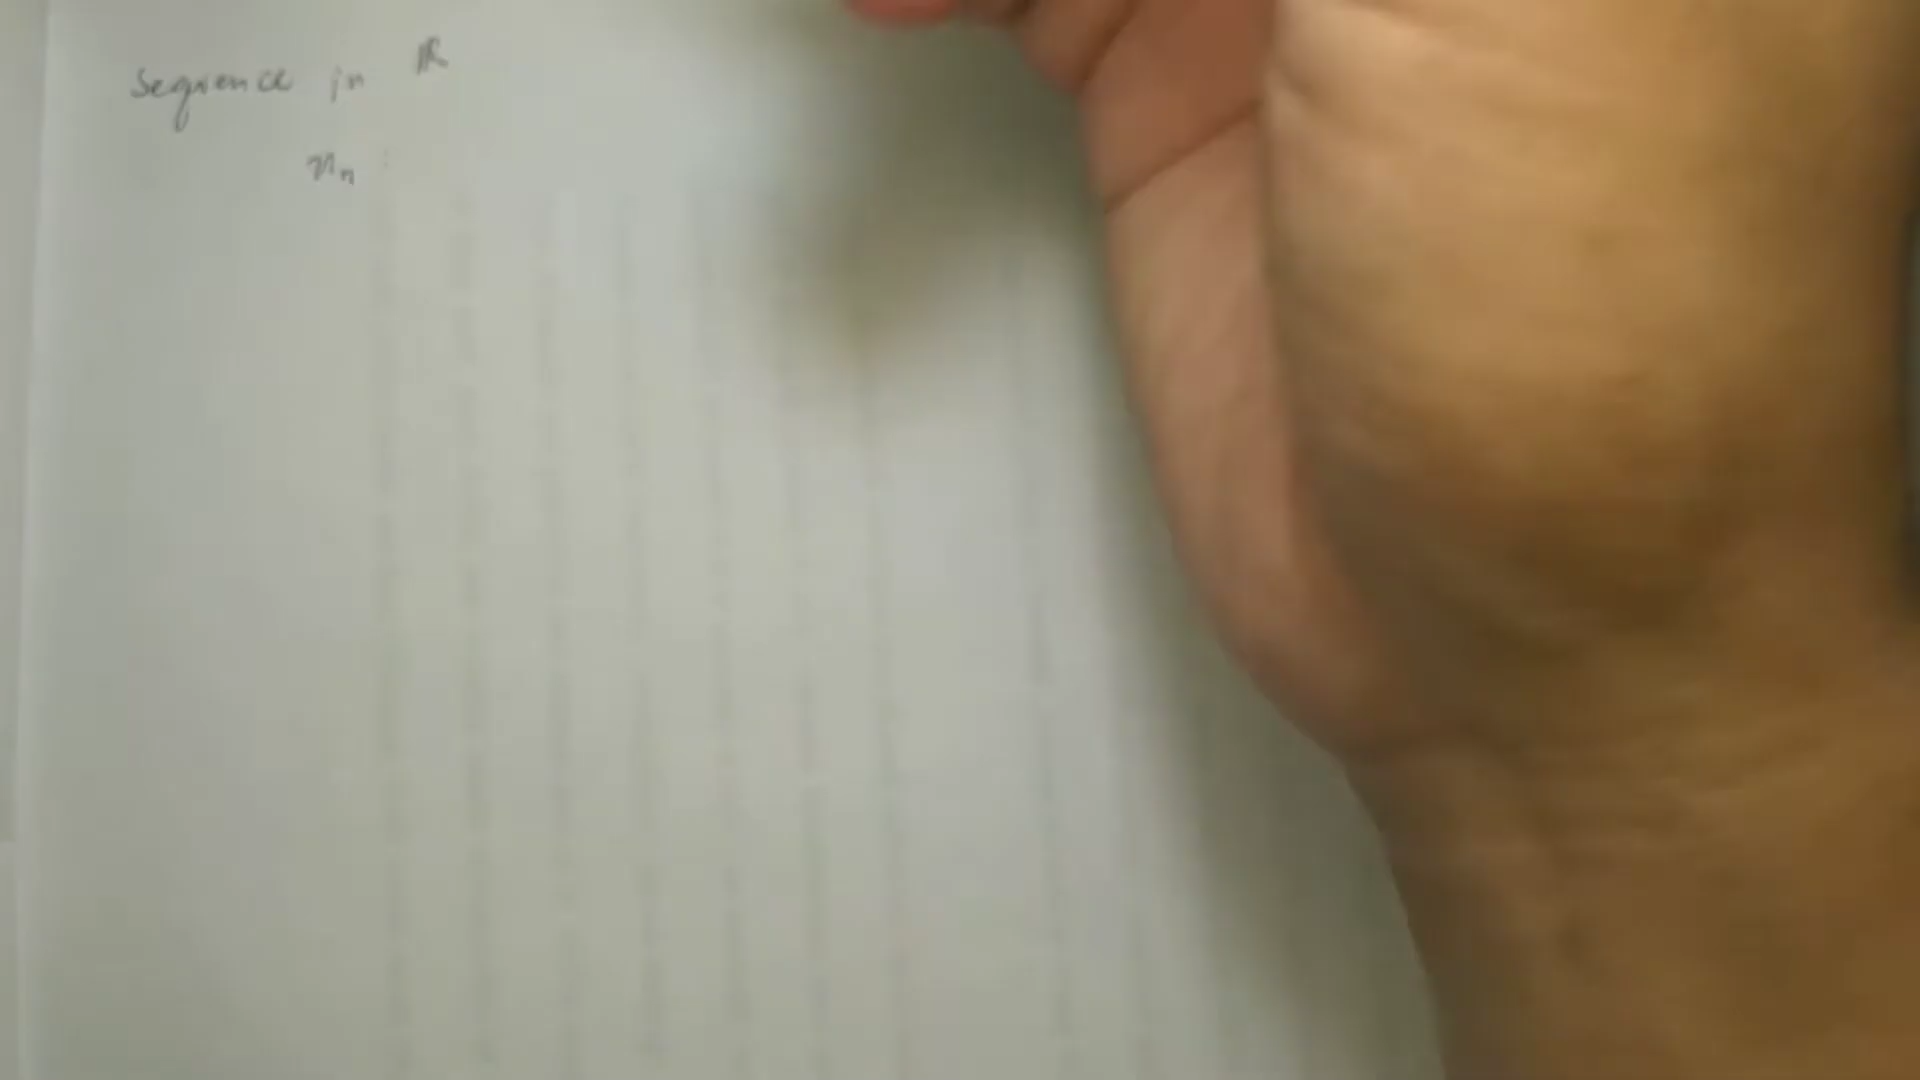 Sequence in ℝ
xₙ :